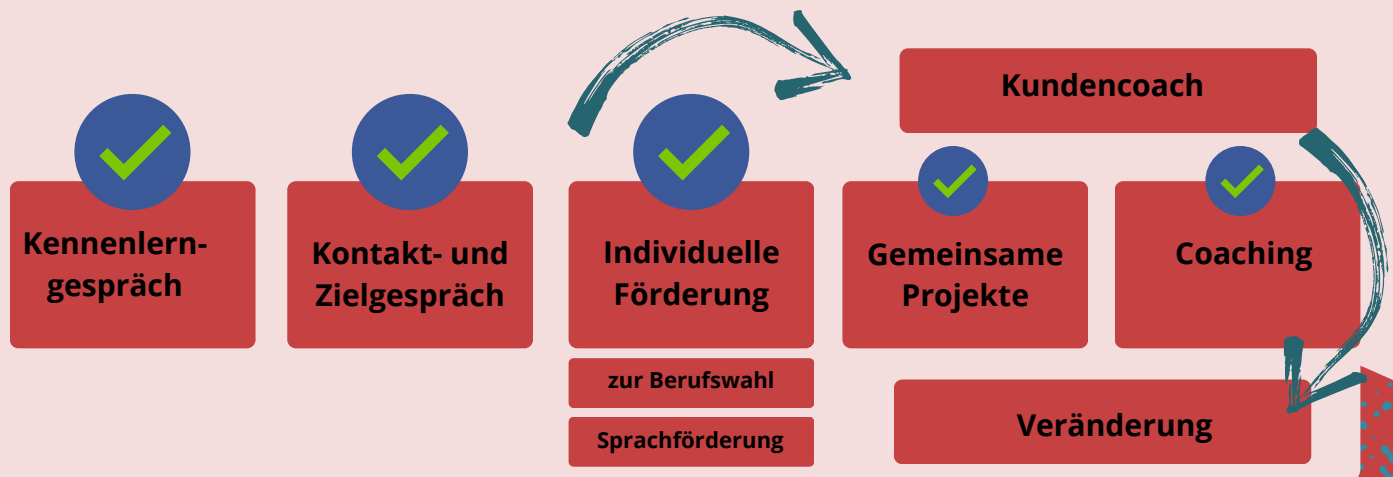 Kundencoach
Kennenlern-
gespräch
Kontakt- und
Zielgespräch
Individuelle
Förderung
zur Berufswahl
Sprachförderung
Gemeinsame
Projekte
Coaching
Veränderung